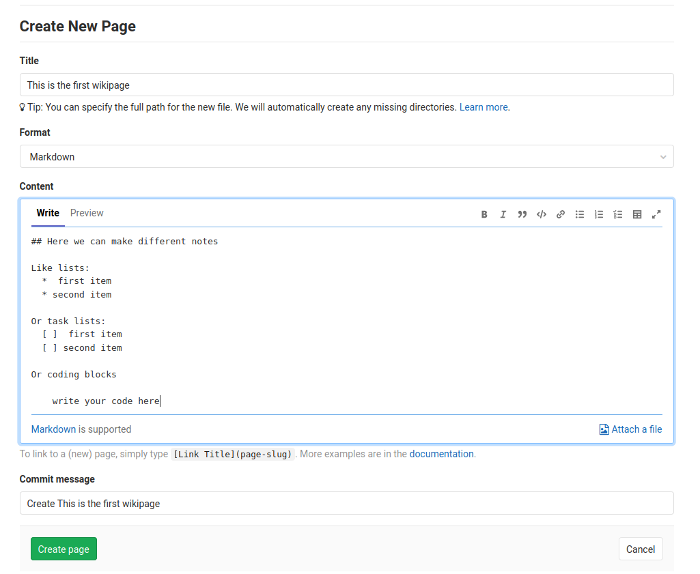 Create New Page
Title
This is the first wikipage
Tip: You can specify the full path for the new file. We will automatically create any missing directories. Learn more.
Format
Markdown
Content
Write Preview
## Here we can make different notes
Like lists:
  *  first item
  * second item
Or task lists:
  [ ]  first item
  [ ] second item
Or coding blocks
    write your code here
Markdown is supported Attach a file
To link to a (new) page, simply type [Link Title](page-slug) . More examples are in the documentation.
Commit message
Create This is the first wikipage
Create page Cancel